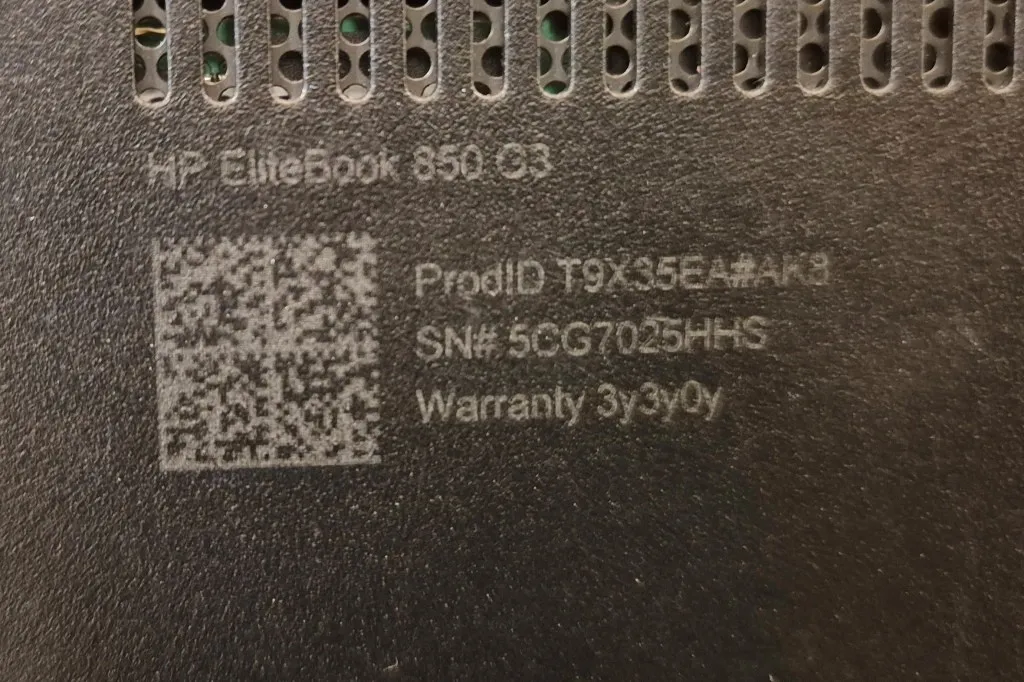 HP EliteBook 850 G3
ProdID T9X35EA#AK8
SN# 5CG7025HHS
Warranty 3y3y0y